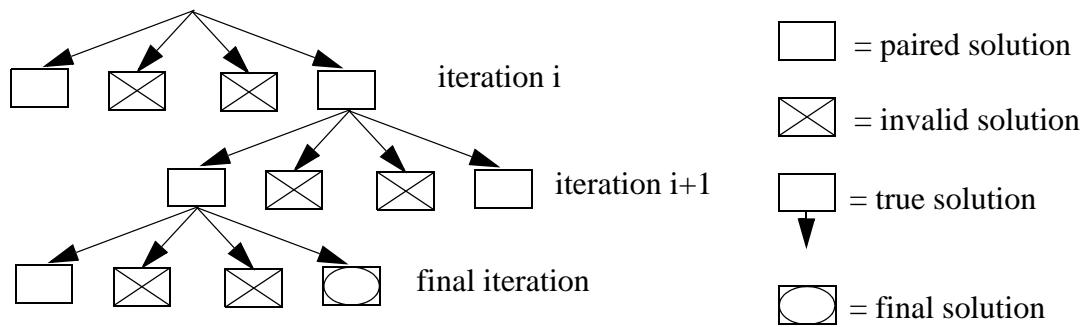 iteration i
iteration i+1
final iteration
= paired solution
= invalid solution
= true solution
= final solution